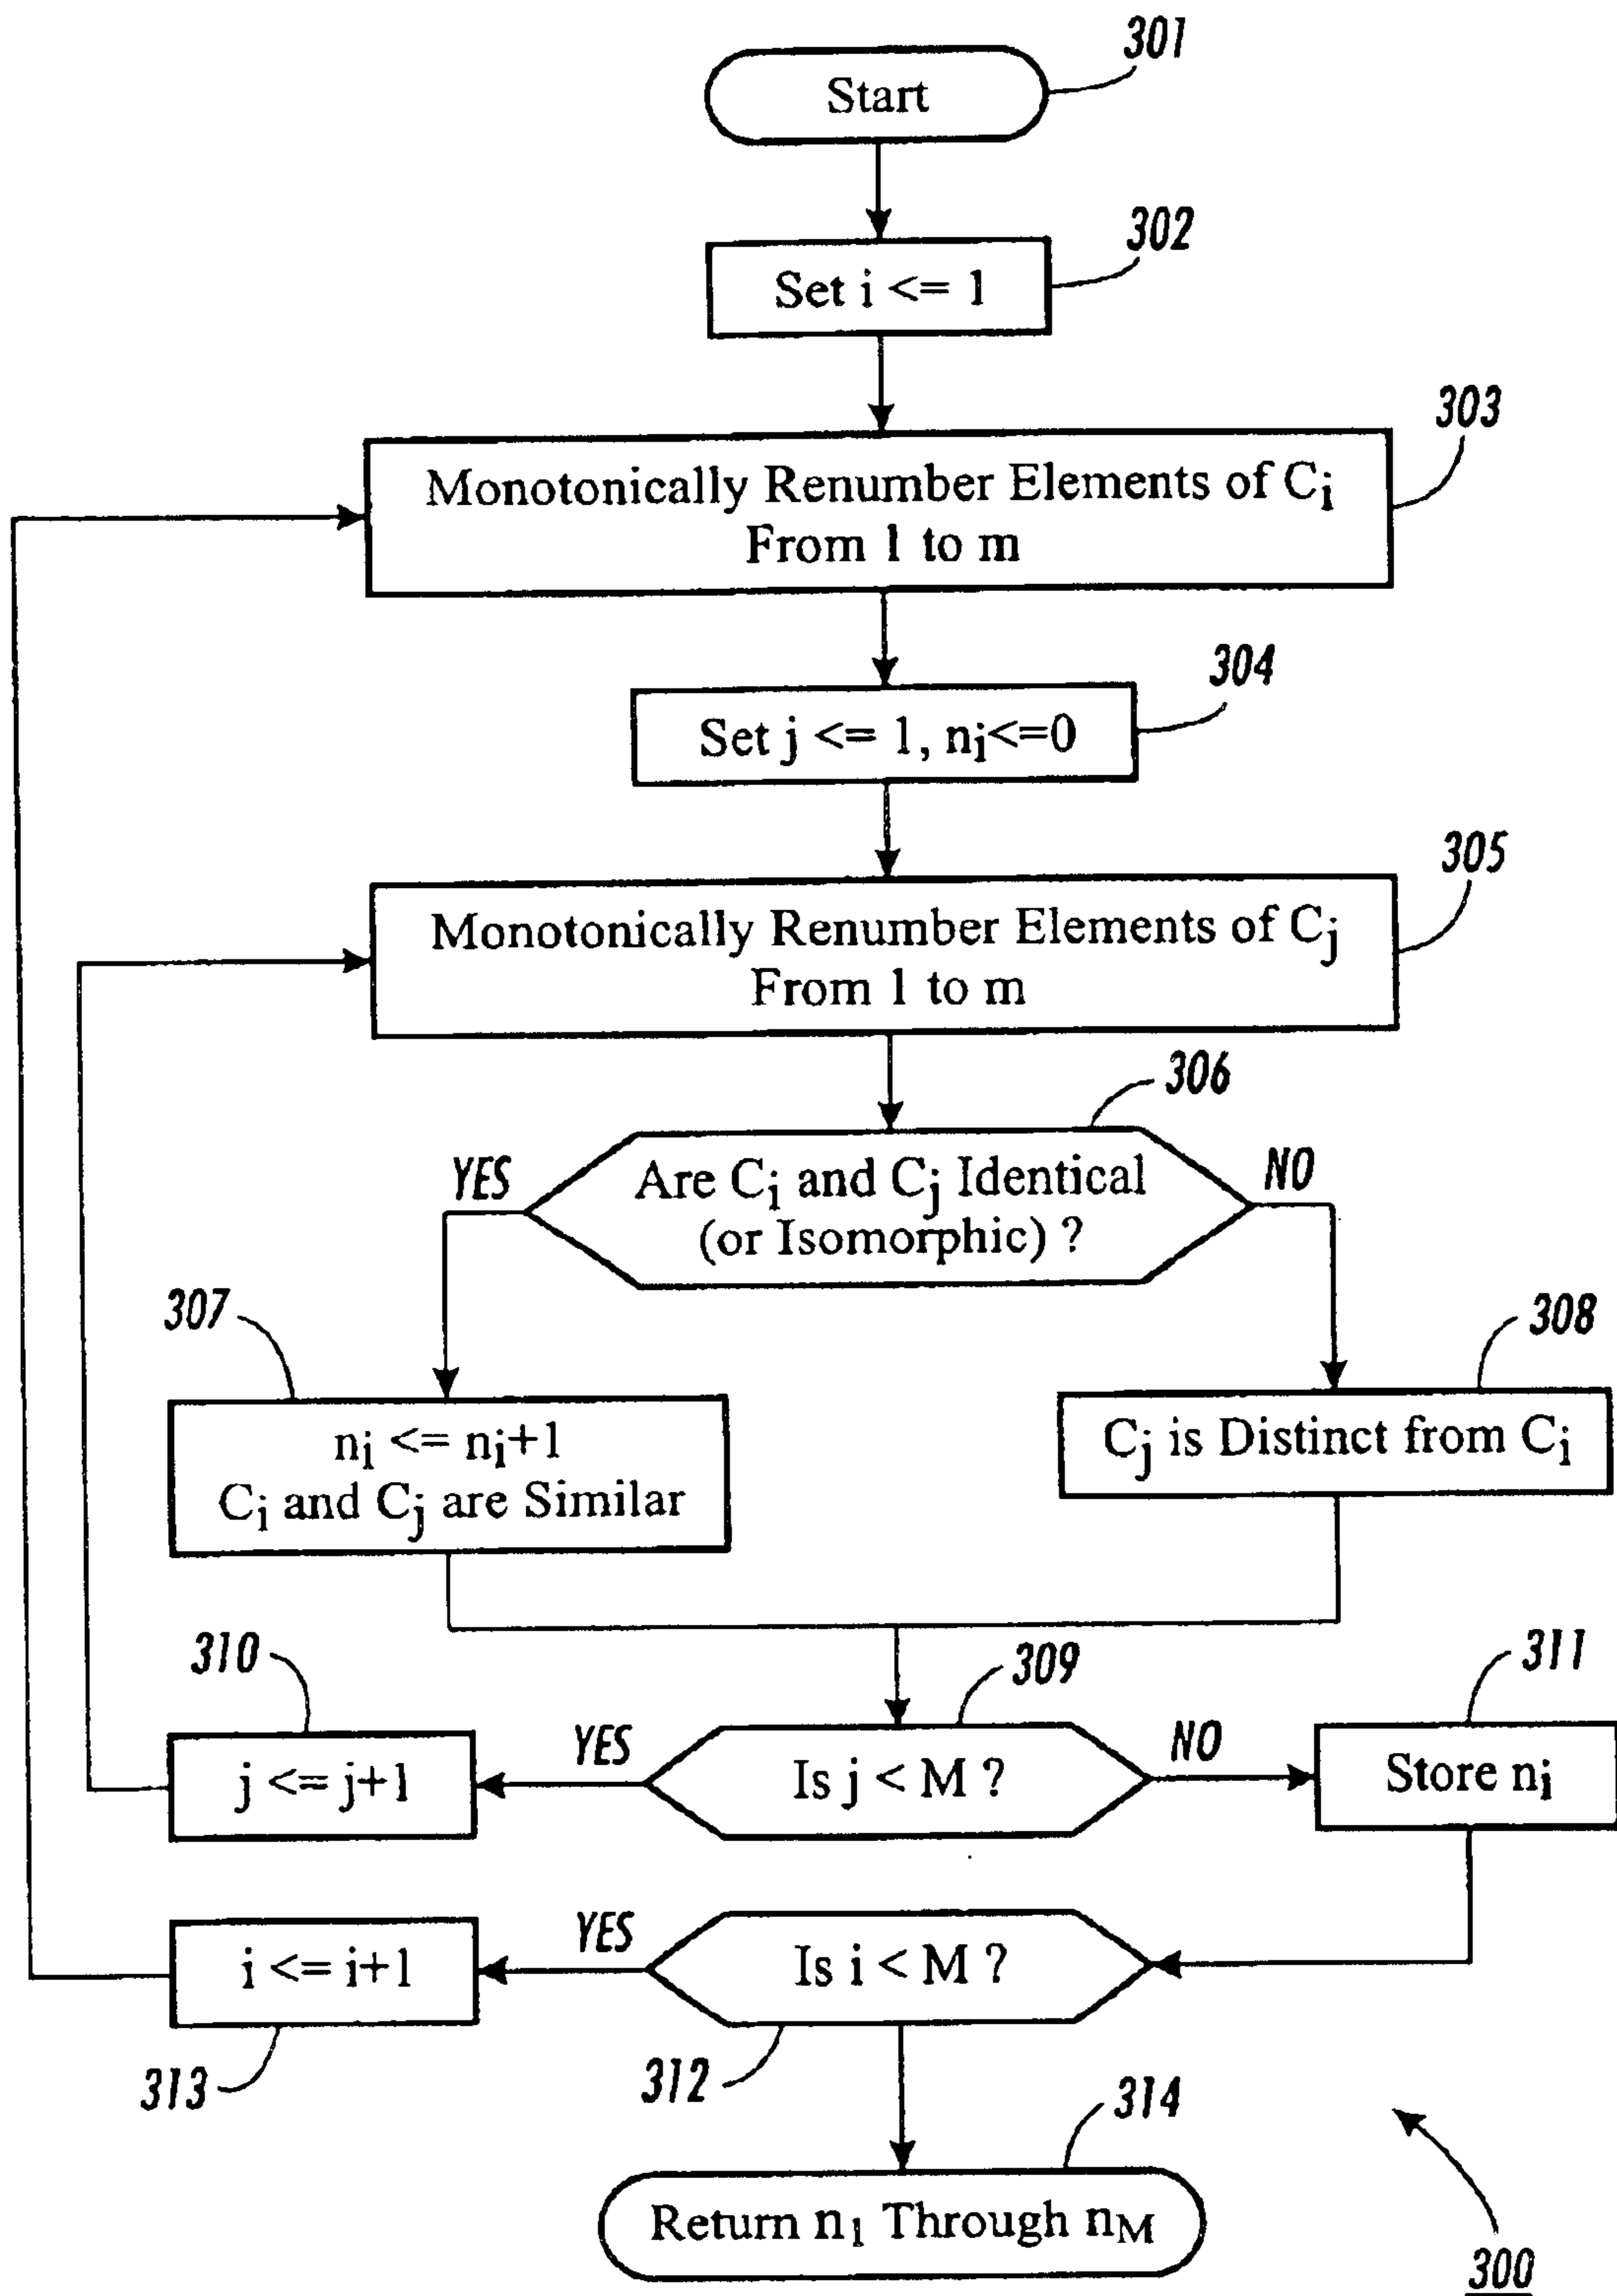 301
Start
302
Set i <= 1
303
Monotonically Renumber Elements of Ci
From 1 to m
304
Set j <= 1, ni<=0
305
Monotonically Renumber Elements of Cj
From 1 to m
306
YES
Are Ci and Cj Identical
(or Isomorphic) ?
NO
307
308
ni <= ni+1
Ci and Cj are Similar
Cj is Distinct from Ci
310
309
311
j <= j+1
YES
Is j < M ?
NO
Store ni
i <= i+1
YES
Is i < M ?
313
312
314
Return n1 Through nM
300